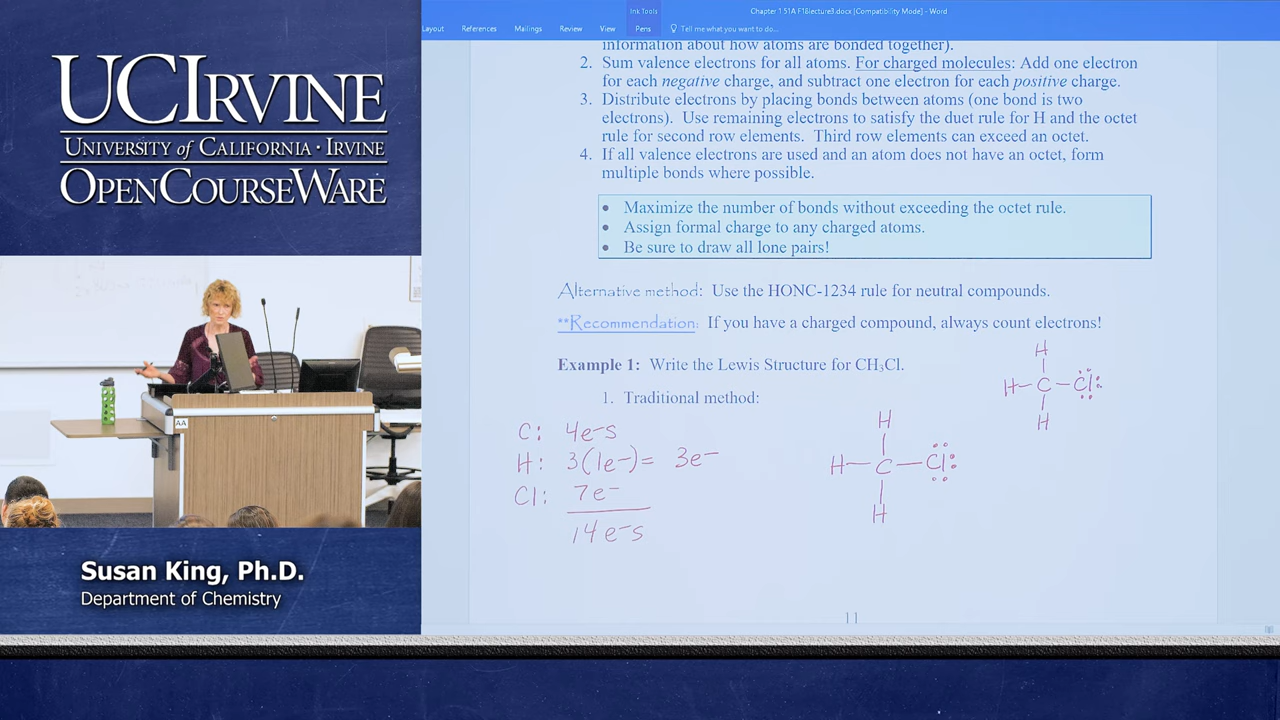 UCIRVINE
UNIVERSITY of CALIFORNIA · IRVINE
OPENCOURSEWARE
AA
Susan King, Ph.D.
Department of Chemistry
Ink Tools
Chapter 1 51A F18lecture3.docx [Compatibility Mode] - Word
Layout References Mailings Review View Pens Tell me what you want to do...
information about how atoms are bonded together).
2. Sum valence electrons for all atoms. For charged molecules: Add one electron
for each negative charge, and subtract one electron for each positive charge.
3. Distribute electrons by placing bonds between atoms (one bond is two
electrons). Use remaining electrons to satisfy the duet rule for H and the octet
rule for second row elements. Third row elements can exceed an octet.
4. If all valence electrons are used and an atom does not have an octet, form
multiple bonds where possible.
• Maximize the number of bonds without exceeding the octet rule.
• Assign formal charge to any charged atoms.
• Be sure to draw all lone pairs!
Alternative method: Use the HONC-1234 rule for neutral compounds.
**Recommendation: If you have a charged compound, always count electrons!
Example 1: Write the Lewis Structure for CH₃Cl.
1. Traditional method:
C: 4e⁻s
H: 3(1e⁻)= 3e⁻
Cl: 7e⁻
14e⁻s
H
H—C—Cl
H
H
H—C—Cl
H
11